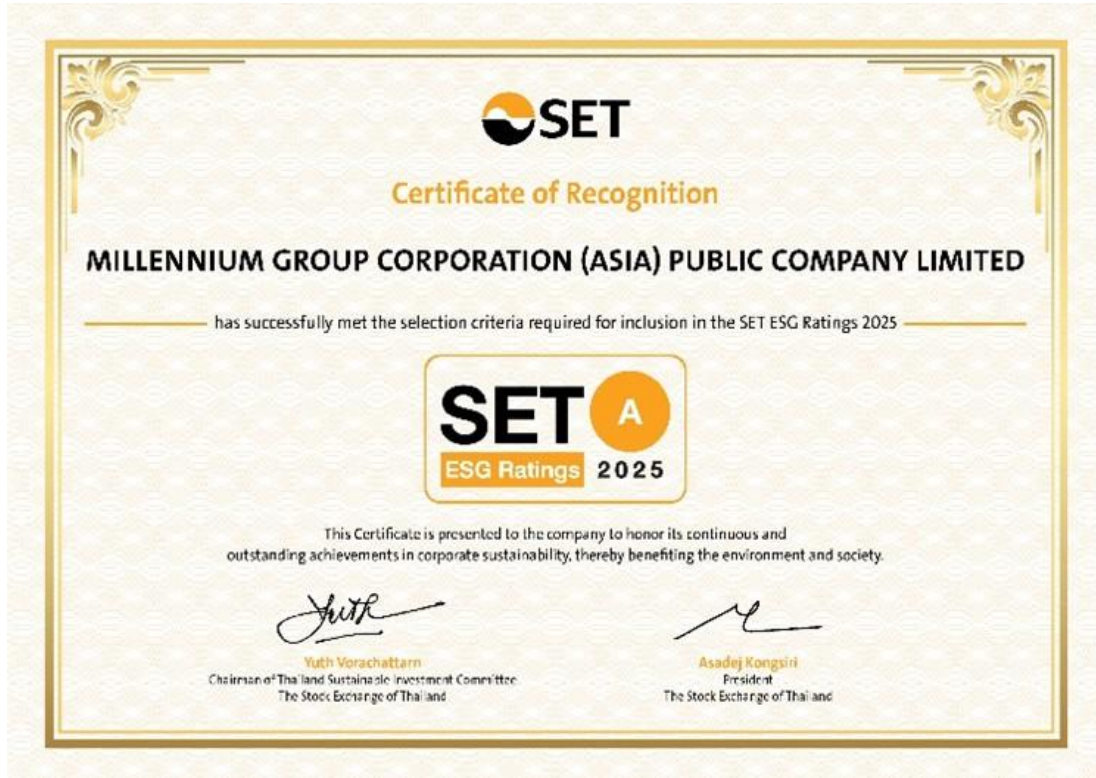 SET
Certificate of Recognition
MILLENNIUM GROUP CORPORATION (ASIA) PUBLIC COMPANY LIMITED
has successfully met the selection criteria required for inclusion in the SET ESG Ratings 2025
SET A
ESG Ratings 2025
This Certificate is presented to the company to honor its continuous and
outstanding achievements in corporate sustainability, thereby benefiting the environment and society.
Yuth
Yuth Vorachattarn
Chairman of Thailand Sustainable Investment Committee
The Stock Exchange of Thailand
Asadej Kongsiri
President
The Stock Exchange of Thailand